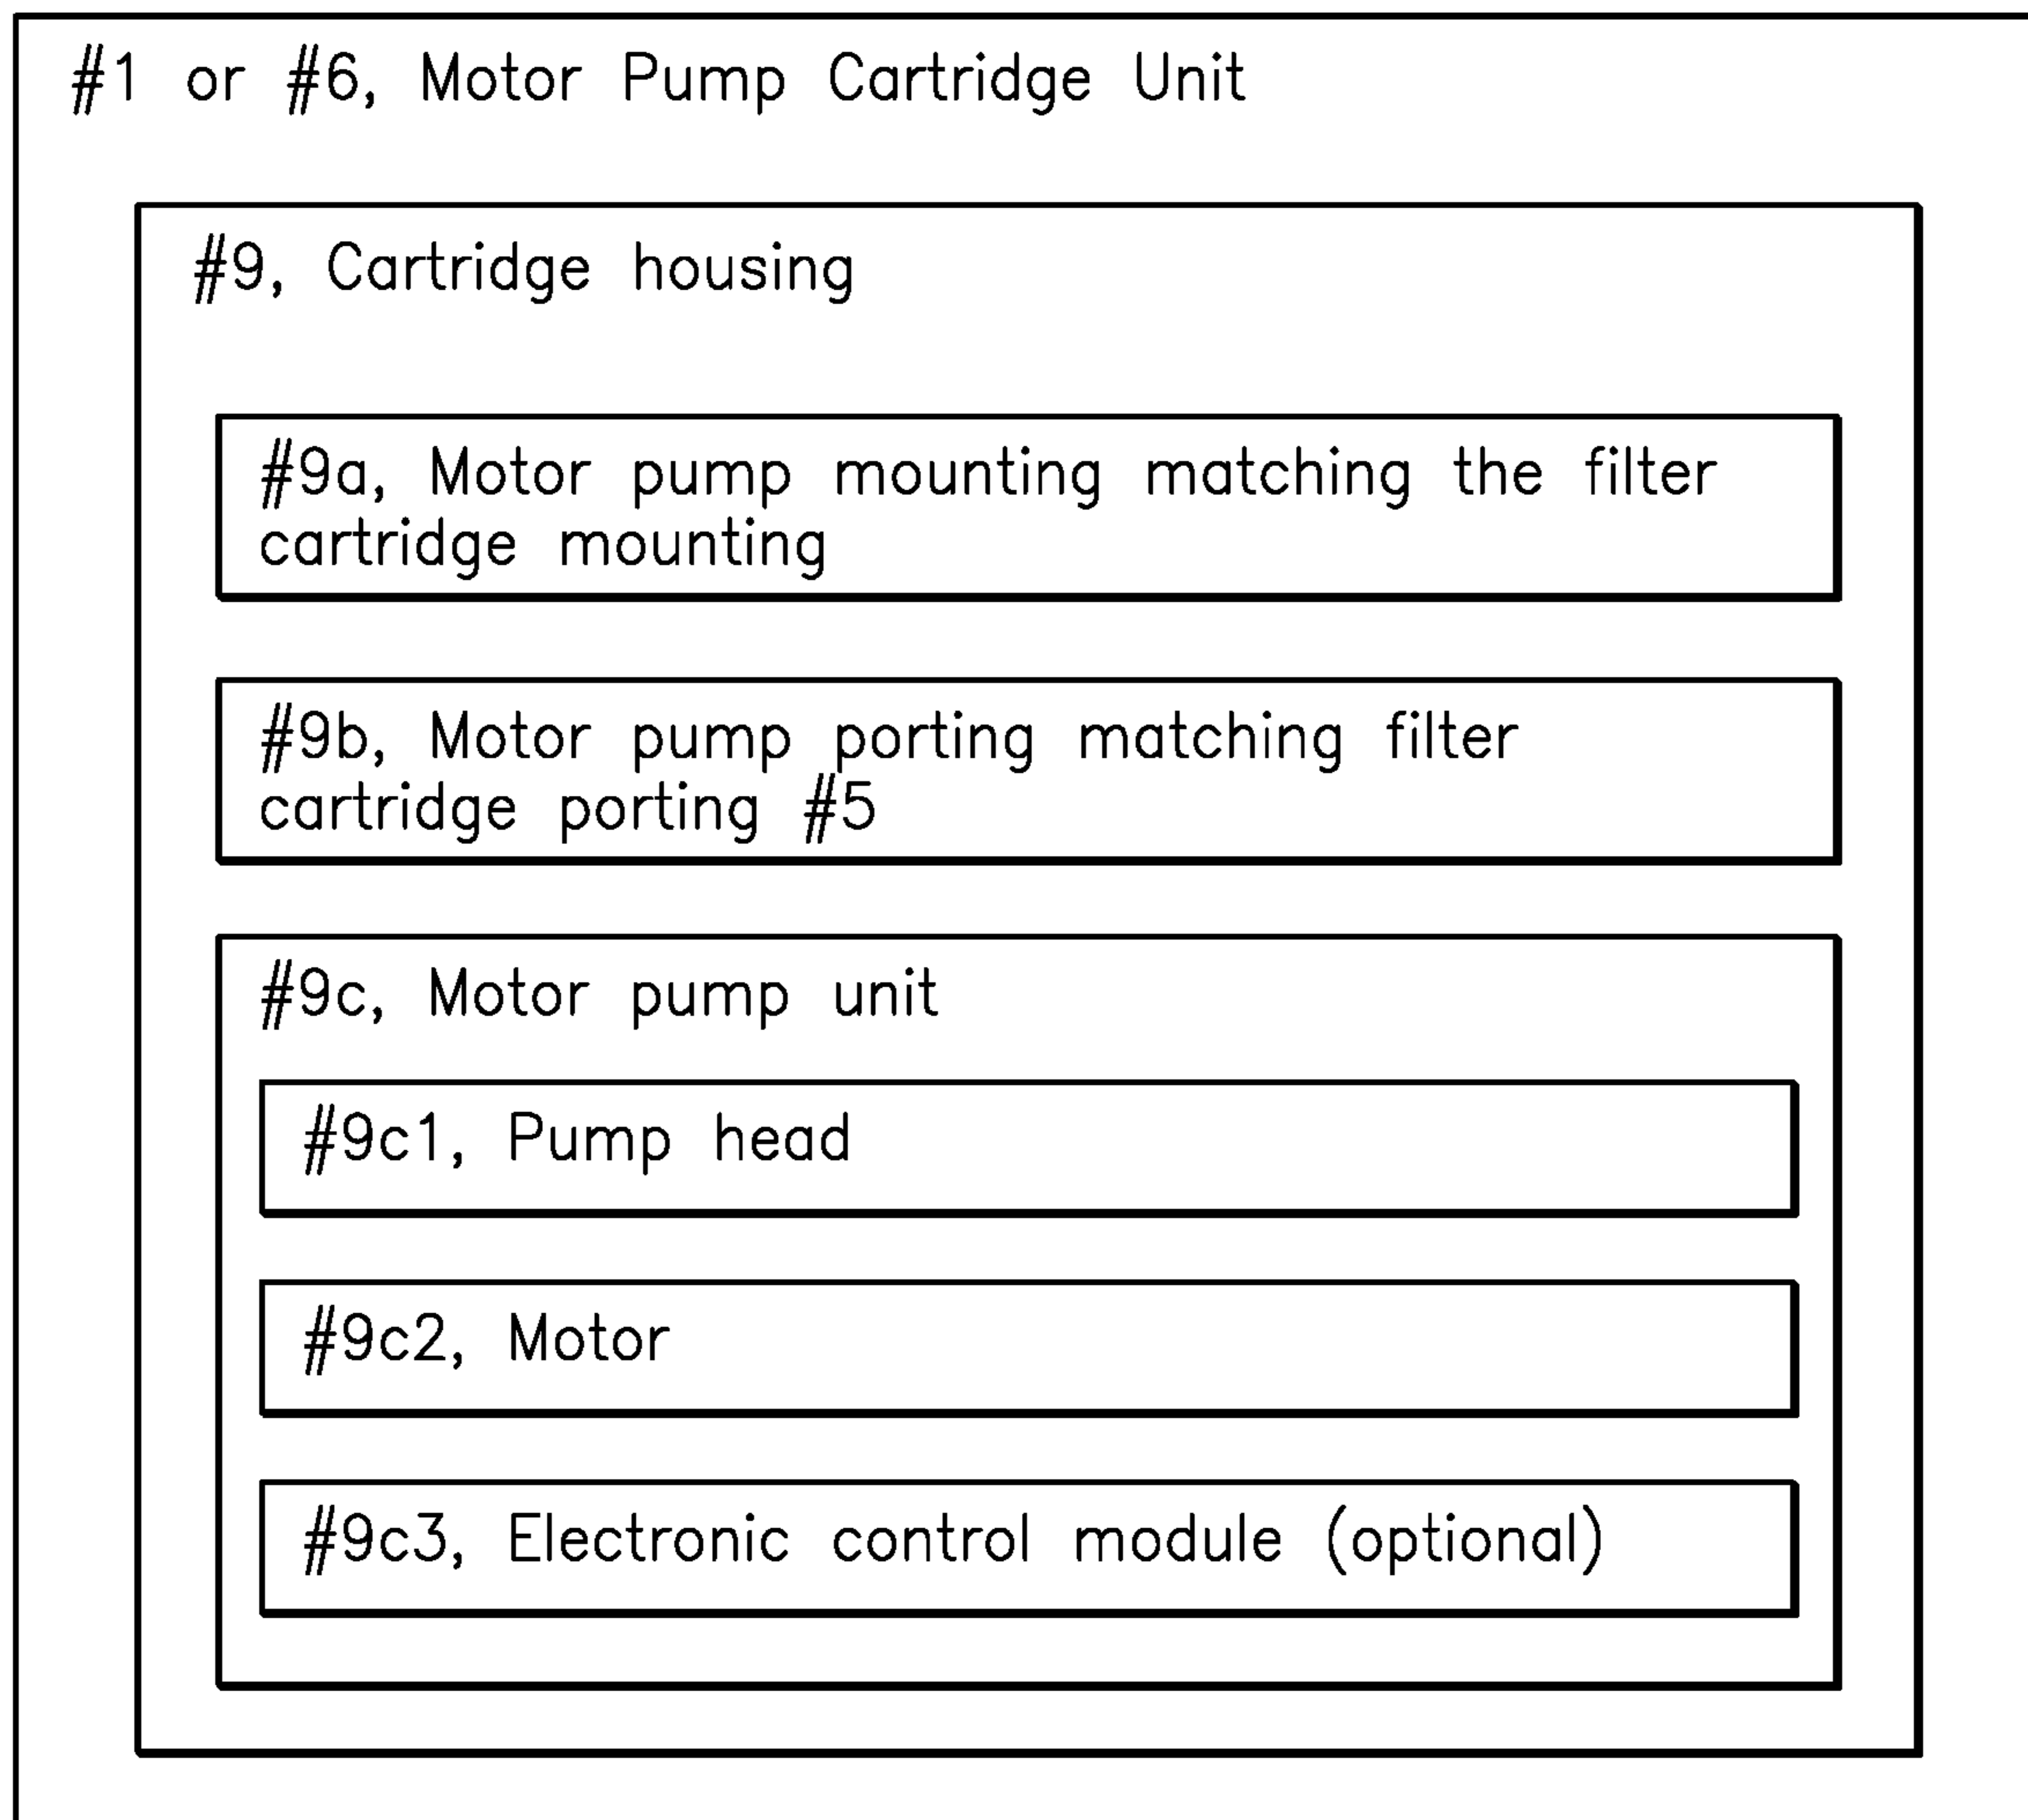 #1 or #6, Motor Pump Cartridge Unit
#9, Cartridge housing
#9a, Motor pump mounting matching the filter
cartridge mounting
#9b, Motor pump porting matching filter
cartridge porting #5
#9c, Motor pump unit
#9c1, Pump head
#9c2, Motor
#9c3, Electronic control module (optional)